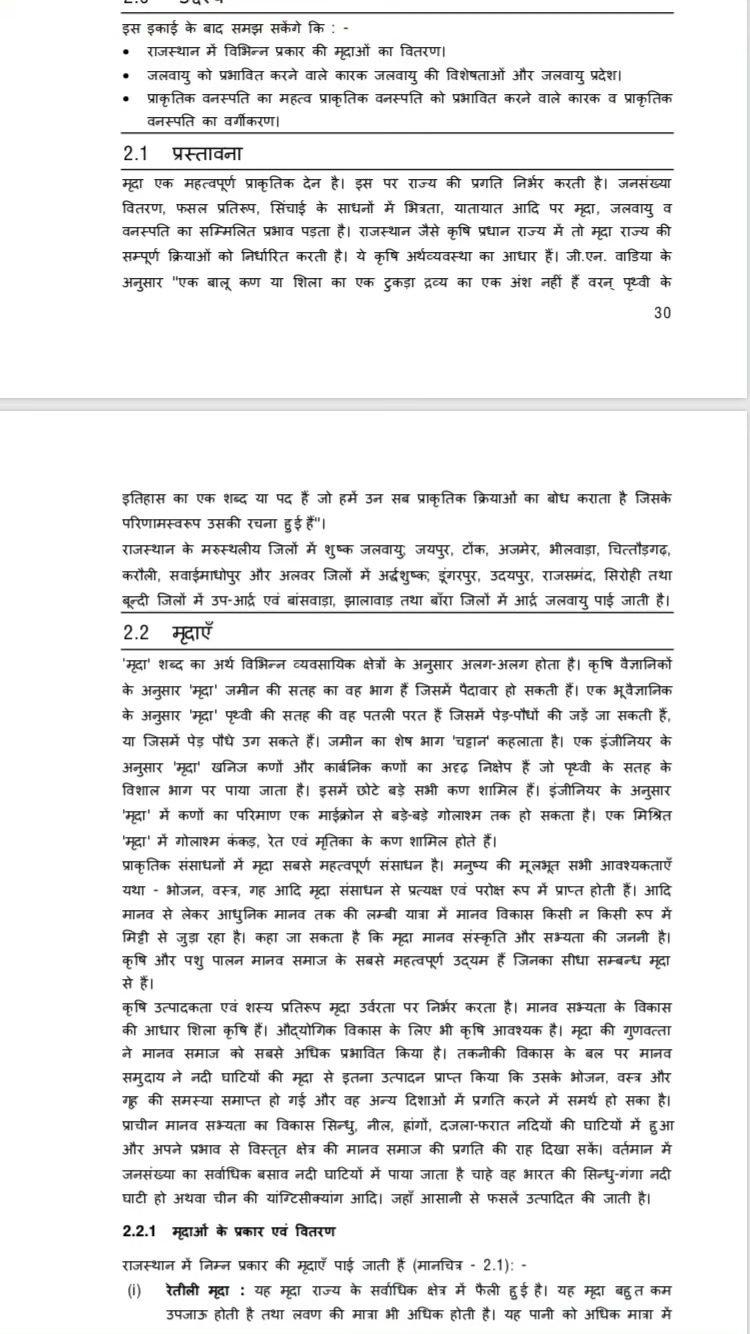 इस इकाई के बाद समझ सकेंगे कि : -
• राजस्थान में विभिन्न प्रकार की मृदाओं का वितरण।
• जलवायु को प्रभावित करने वाले कारक जलवायु की विशेषताओं और जलवायु प्रदेश।
• प्राकृतिक वनस्पति का महत्व प्राकृतिक वनस्पति को प्रभावित करने वाले कारक व प्राकृतिक
वनस्पति का वर्गीकरण।
2.1 प्रस्तावना
मृदा एक महत्वपूर्ण प्राकृतिक देन है। इस पर राज्य की प्रगति निर्भर करती है। जनसंख्या
वितरण, फसल प्रतिरूप, सिंचाई के साधनों में भिन्नता, यातायात आदि पर मृदा, जलवायु व
वनस्पति का सम्मिलित प्रभाव पड़ता है। राजस्थान जैसे कृषि प्रधान राज्य में तो मृदा राज्य की
सम्पूर्ण क्रियाओं को निर्धारित करती है। ये कृषि अर्थव्यवस्था का आधार हैं। जी.एन. वाडिया के
अनुसार "एक बालू कण या शिला का एक टुकड़ा द्रव्य का एक अंश नहीं हैं वरन् पृथ्वी के
30
इतिहास का एक शब्द या पद हैं जो हमें उन सब प्राकृतिक क्रियाओं का बोध कराता है जिसके
परिणामस्वरूप उसकी रचना हुई हैं"।
राजस्थान के मरुस्थलीय जिलों में शुष्क जलवायु; जयपुर, टोंक, अजमेर, भीलवाड़ा, चित्तौड़गढ़,
करौली, सवाईमाधोपुर और अलवर जिलों में अर्द्धशुष्क; डूंगरपुर, उदयपुर, राजसमंद, सिरोही तथा
बून्दी जिलों में उप-आर्द्र एवं बांसवाड़ा, झालावाड़ तथा बाँरा जिलों में आर्द्र जलवायु पाई जाती है।
2.2 मृदाएँ
'मृदा' शब्द का अर्थ विभिन्न व्यवसायिक क्षेत्रों के अनुसार अलग-अलग होता है। कृषि वैज्ञानिकों
के अनुसार 'मृदा' जमीन की सतह का वह भाग हैं जिसमें पैदावार हो सकती हैं। एक भूवैज्ञानिक
के अनुसार 'मृदा' पृथ्वी की सतह की वह पतली परत हैं जिसमें पेड़-पौधों की जड़ें जा सकती हैं,
या जिसमें पेड़ पौधे उग सकते हैं। जमीन का शेष भाग 'चट्टान' कहलाता है। एक इंजीनियर के
अनुसार 'मृदा' खनिज कणों और कार्बनिक कणों का अदृढ़ निक्षेप हैं जो पृथ्वी के सतह के
विशाल भाग पर पाया जाता है। इसमें छोटे बड़े सभी कण शामिल हैं। इंजीनियर के अनुसार
'मृदा' में कणों का परिमाण एक माईक्रोन से बड़े-बड़े गोलाश्म तक हो सकता है। एक मिश्रित
'मृदा' में गोलाश्म कंकड़, रेत एवं मृतिका के कण शामिल होते हैं।
प्राकृतिक संसाधनों में मृदा सबसे महत्वपूर्ण संसाधन है। मनुष्य की मूलभूत सभी आवश्यकताएँ
यथा - भोजन, वस्त्र, गह आदि मृदा संसाधन से प्रत्यक्ष एवं परोक्ष रूप में प्राप्त होती हैं। आदि
मानव से लेकर आधुनिक मानव तक की लम्बी यात्रा में मानव विकास किसी न किसी रूप में
मिट्टी से जुड़ा रहा है। कहा जा सकता है कि मृदा मानव संस्कृति और सभ्यता की जननी है।
कृषि और पशु पालन मानव समाज के सबसे महत्वपूर्ण उद्यम हैं जिनका सीधा सम्बन्ध मृदा
से हैं।
कृषि उत्पादकता एवं शस्य प्रतिरूप मृदा उर्वरता पर निर्भर करता है। मानव सभ्यता के विकास
की आधार शिला कृषि हैं। औद्योगिक विकास के लिए भी कृषि आवश्यक है। मृदा की गुणवत्ता
ने मानव समाज को सबसे अधिक प्रभावित किया है। तकनीकी विकास के बल पर मानव
समुदाय ने नदी घाटियों की मृदा से इतना उत्पादन प्राप्त किया कि उसके भोजन, वस्त्र और
गृह की समस्या समाप्त हो गई और वह अन्य दिशाओं में प्रगति करने में समर्थ हो सका है।
प्राचीन मानव सभ्यता का विकास सिन्धु, नील, ह्रांगों, दजला-फरात नदियों की घाटियों में हुआ
और अपने प्रभाव से विस्तृत क्षेत्र की मानव समाज की प्रगति की राह दिखा सकें। वर्तमान में
जनसंख्या का सर्वाधिक बसाव नदी घाटियों में पाया जाता है चाहे वह भारत की सिन्धु-गंगा नदी
घाटी हो अथवा चीन की यांग्टिसीक्यांग आदि। जहाँ आसानी से फसलें उत्पादित की जाती है।
2.2.1 मृदाओं के प्रकार एवं वितरण
राजस्थान में निम्न प्रकार की मृदाएँ पाई जाती हैं (मानचित्र - 2.1): -
(i) रेतीली मृदा : यह मृदा राज्य के सर्वाधिक क्षेत्र में फैली हुई है। यह मृदा बहुत कम
उपजाऊ होती है तथा लवण की मात्रा भी अधिक होती है। यह पानी को अधिक मात्रा में